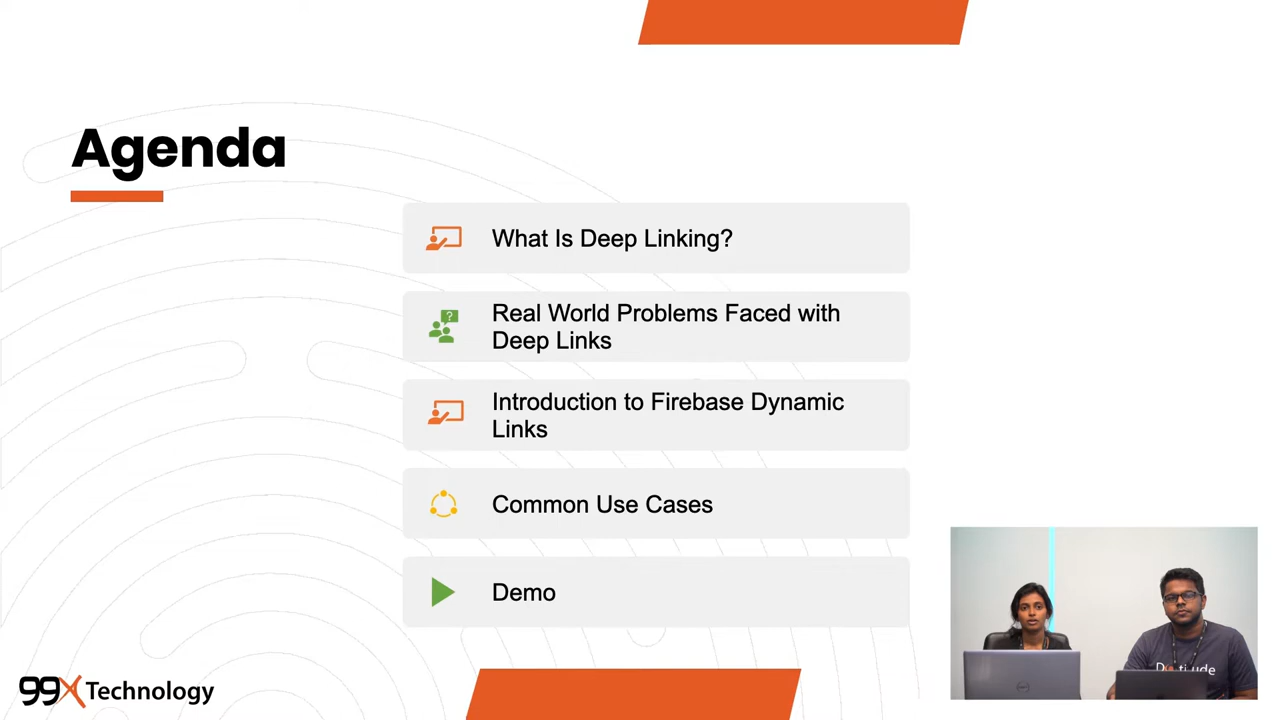 Agenda
What Is Deep Linking?
?
Real World Problems Faced with
Deep Links
Introduction to Firebase Dynamic
Links
Common Use Cases
Demo
99X Technology